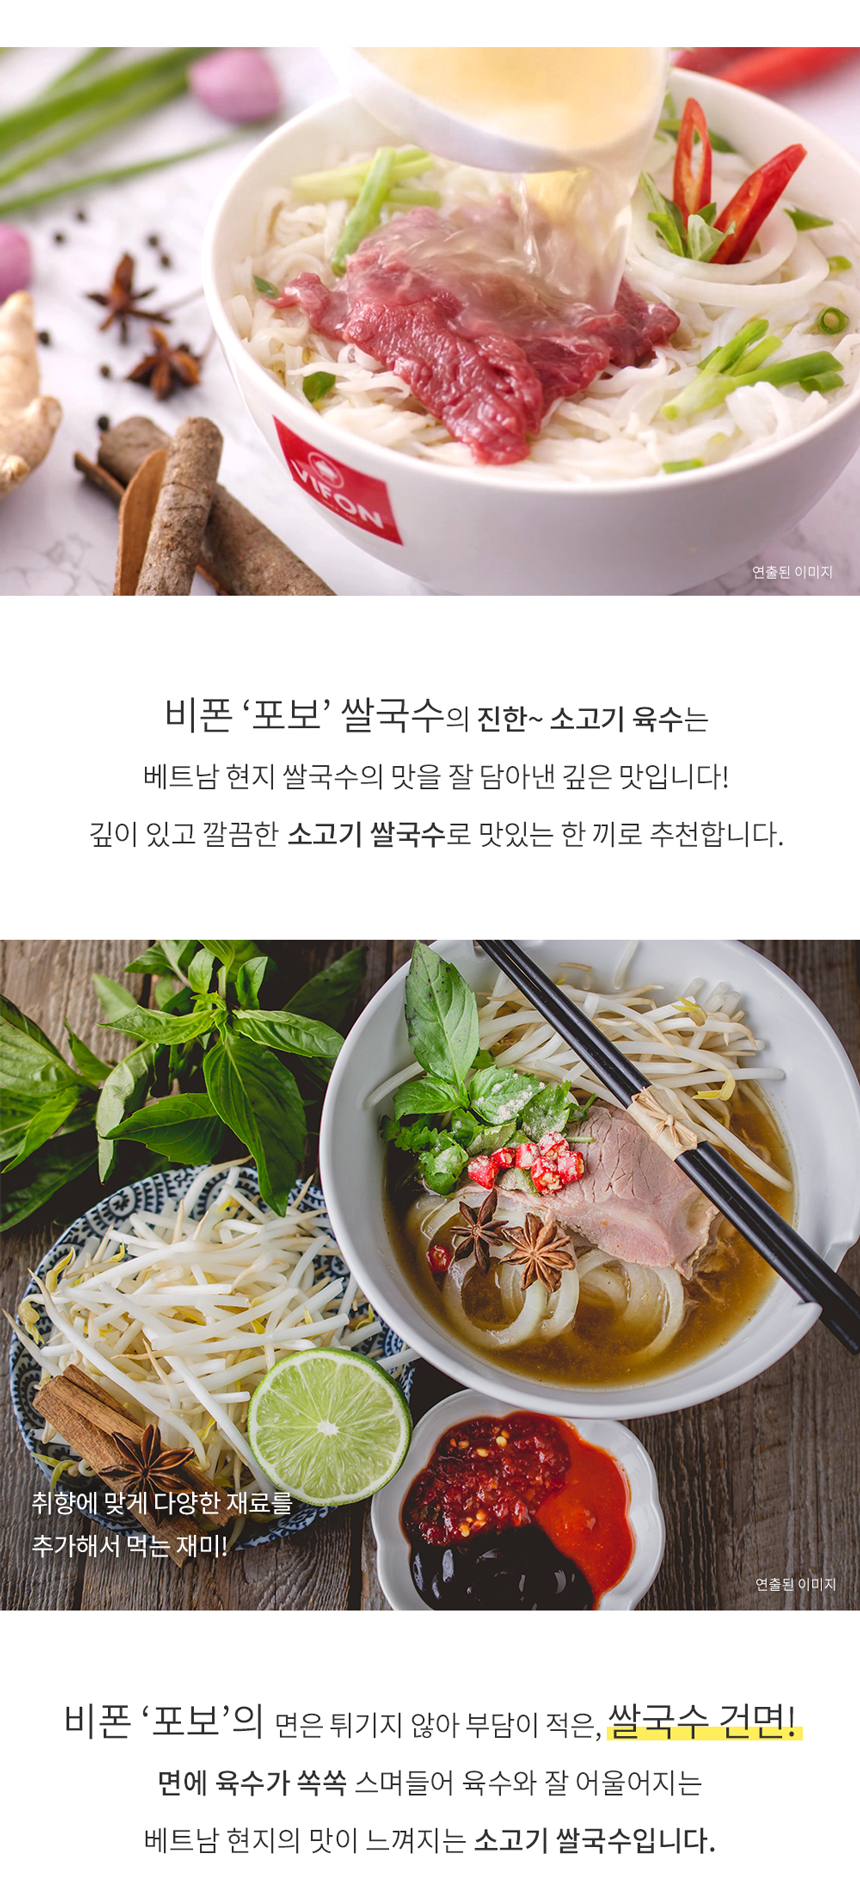 VIFON
연출된 이미지
비폰 ‘포보’ 쌀국수의 진한~ 소고기 육수는
베트남 현지 쌀국수의 맛을 잘 담아낸 깊은 맛입니다!
깊이 있고 깔끔한 소고기 쌀국수로 맛있는 한 끼로 추천합니다.
취향에 맞게 다양한 재료를
추가해서 먹는 재미!
연출된 이미지
비폰 ‘포보’의 면은 튀기지 않아 부담이 적은, 쌀국수 건면!
면에 육수가 쏙쏙 스며들어 육수와 잘 어울어지는
베트남 현지의 맛이 느껴지는 소고기 쌀국수입니다.